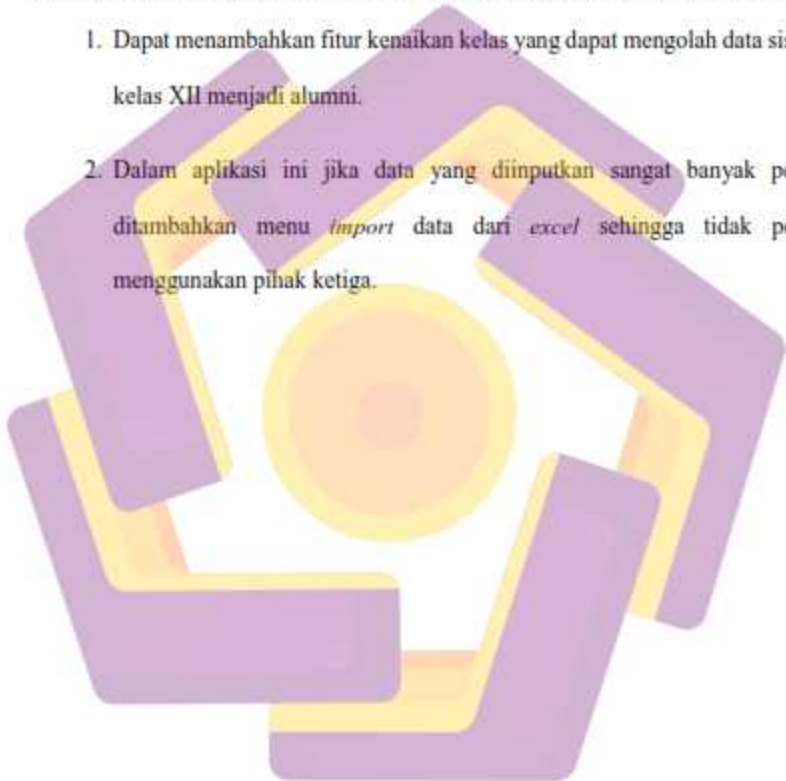 1. Dapat menambahkan fitur kenaikan kelas yang dapat mengolah data
kelas XII menjadi alumni.
2. Dalam aplikasi ini jika data yang diinputkan sangat banyak
ditambahkan menu import data dari excel sehingga tidak
menggunakan pihak ketiga.